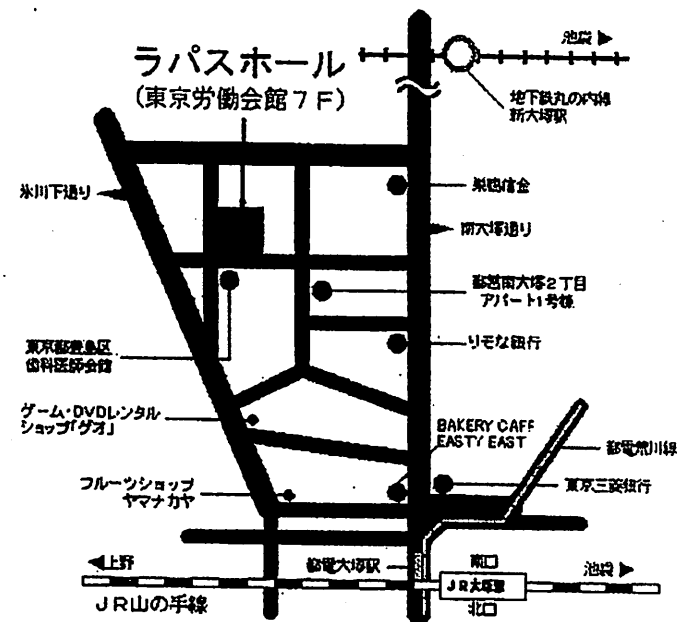 ラパスホール
(東京労働会館7F)
池袋
地下鉄丸の内線
新大塚駅
氷川下通り
巣鴨信金
南大塚通り
都営南大塚2丁目
アパート1号棟
東京都豊島区
歯科医師会館
りそな銀行
ゲーム・DVDレンタル
ショップ「ゲオ」
BAKERY CAFF
EASTY EAST
都電荒川線
フルーツショップ
ヤマナカヤ
東京三菱銀行
上野
都電大塚駅
南口
池袋
JR大塚駅
JR山の手線
北口